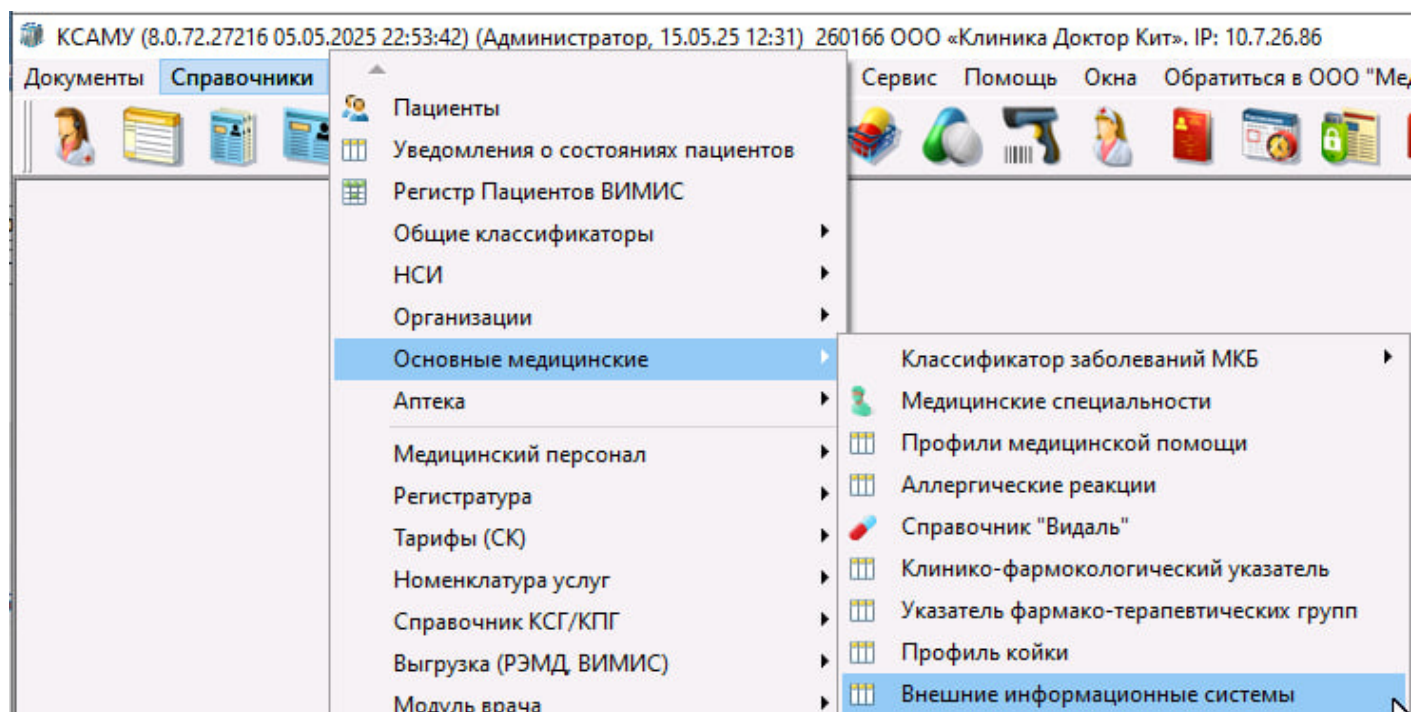 КСАМУ (8.0.72.27216 05.05.2025 22:53:42) (Администратор, 15.05.25 12:31) 260166 ООО «Клиника Доктор Кит». IP: 10.7.26.86
Документы Справочники Сервис Помощь Окна Обратиться в ООО "Мед
Пациенты
Уведомления о состояниях пациентов
Регистр Пациентов ВИМИС
Общие классификаторы
НСИ
Организации
Основные медицинские
Аптека
Медицинский персонал
Регистратура
Тарифы (СК)
Номенклатура услуг
Справочник КСГ/КПГ
Выгрузка (РЭМД, ВИМИС)
Модуль врача
Классификатор заболеваний МКБ
Медицинские специальности
Профили медицинской помощи
Аллергические реакции
Справочник "Видаль"
Клинико-фармокологический указатель
Указатель фармако-терапевтических групп
Профиль койки
Внешние информационные системы